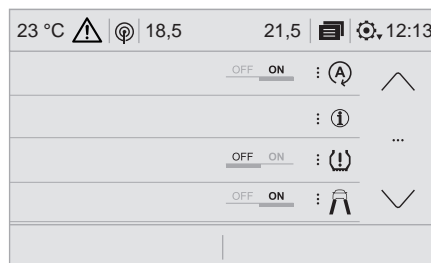 23 °C 18,5 21,5 12:13
OFF ON : A
: i
OFF ON : (!)
OFF ON :
...